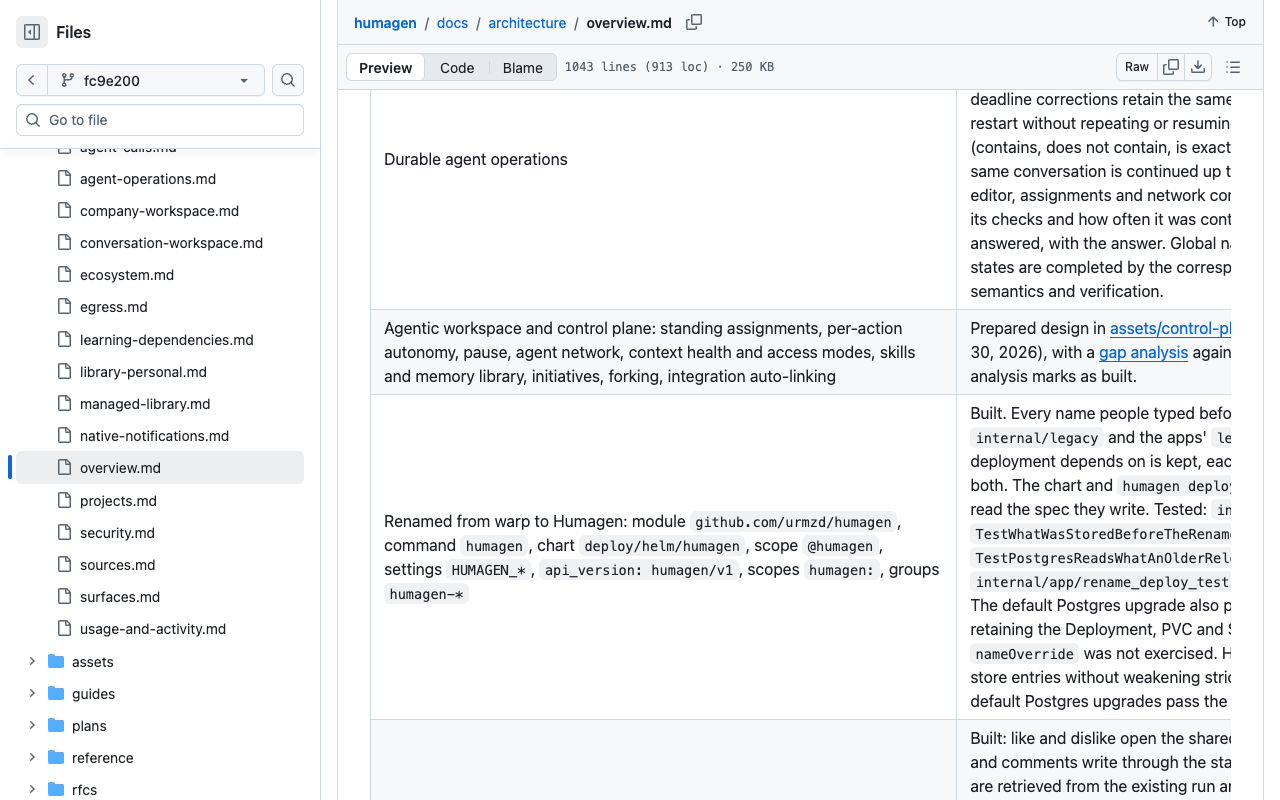 Files
humagen / docs / architecture / overview.md
Top
fc9e200
Preview Code Blame 1043 lines (913 loc) · 250 KB
Raw
Go to file
agent-calls.md
agent-operations.md
company-workspace.md
conversation-workspace.md
ecosystem.md
egress.md
learning-dependencies.md
library-personal.md
managed-library.md
native-notifications.md
overview.md
projects.md
security.md
sources.md
surfaces.md
usage-and-activity.md
assets
guides
plans
reference
rfcs
Durable agent operations
deadline corrections retain the same
restart without repeating or resumin
(contains, does not contain, is exact
same conversation is continued up t
editor, assignments and network cor
its checks and how often it was cont
answered, with the answer. Global n
states are completed by the corresp
semantics and verification.
Agentic workspace and control plane: standing assignments, per-action
autonomy, pause, agent network, context health and access modes, skills
and memory library, initiatives, forking, integration auto-linking
Prepared design in assets/control-pl
30, 2026), with a gap analysis again
analysis marks as built.
Renamed from warp to Humagen: module github.com/urmzd/humagen ,
command humagen , chart deploy/helm/humagen , scope @humagen ,
settings HUMAGEN_* , api_version: humagen/v1 , scopes humagen: , groups
humagen-*
Built. Every name people typed befo
internal/legacy and the apps' le
deployment depends on is kept, eac
both. The chart and humagen deploy
read the spec they write. Tested: in
TestWhatWasStoredBeforeTheRenam
TestPostgresReadsWhatAnOlderRel
internal/app/rename_deploy_test
The default Postgres upgrade also p
retaining the Deployment, PVC and S
nameOverride was not exercised. H
store entries without weakening stric
default Postgres upgrades pass the
Built: like and dislike open the shared
and comments write through the sta
are retrieved from the existing run an